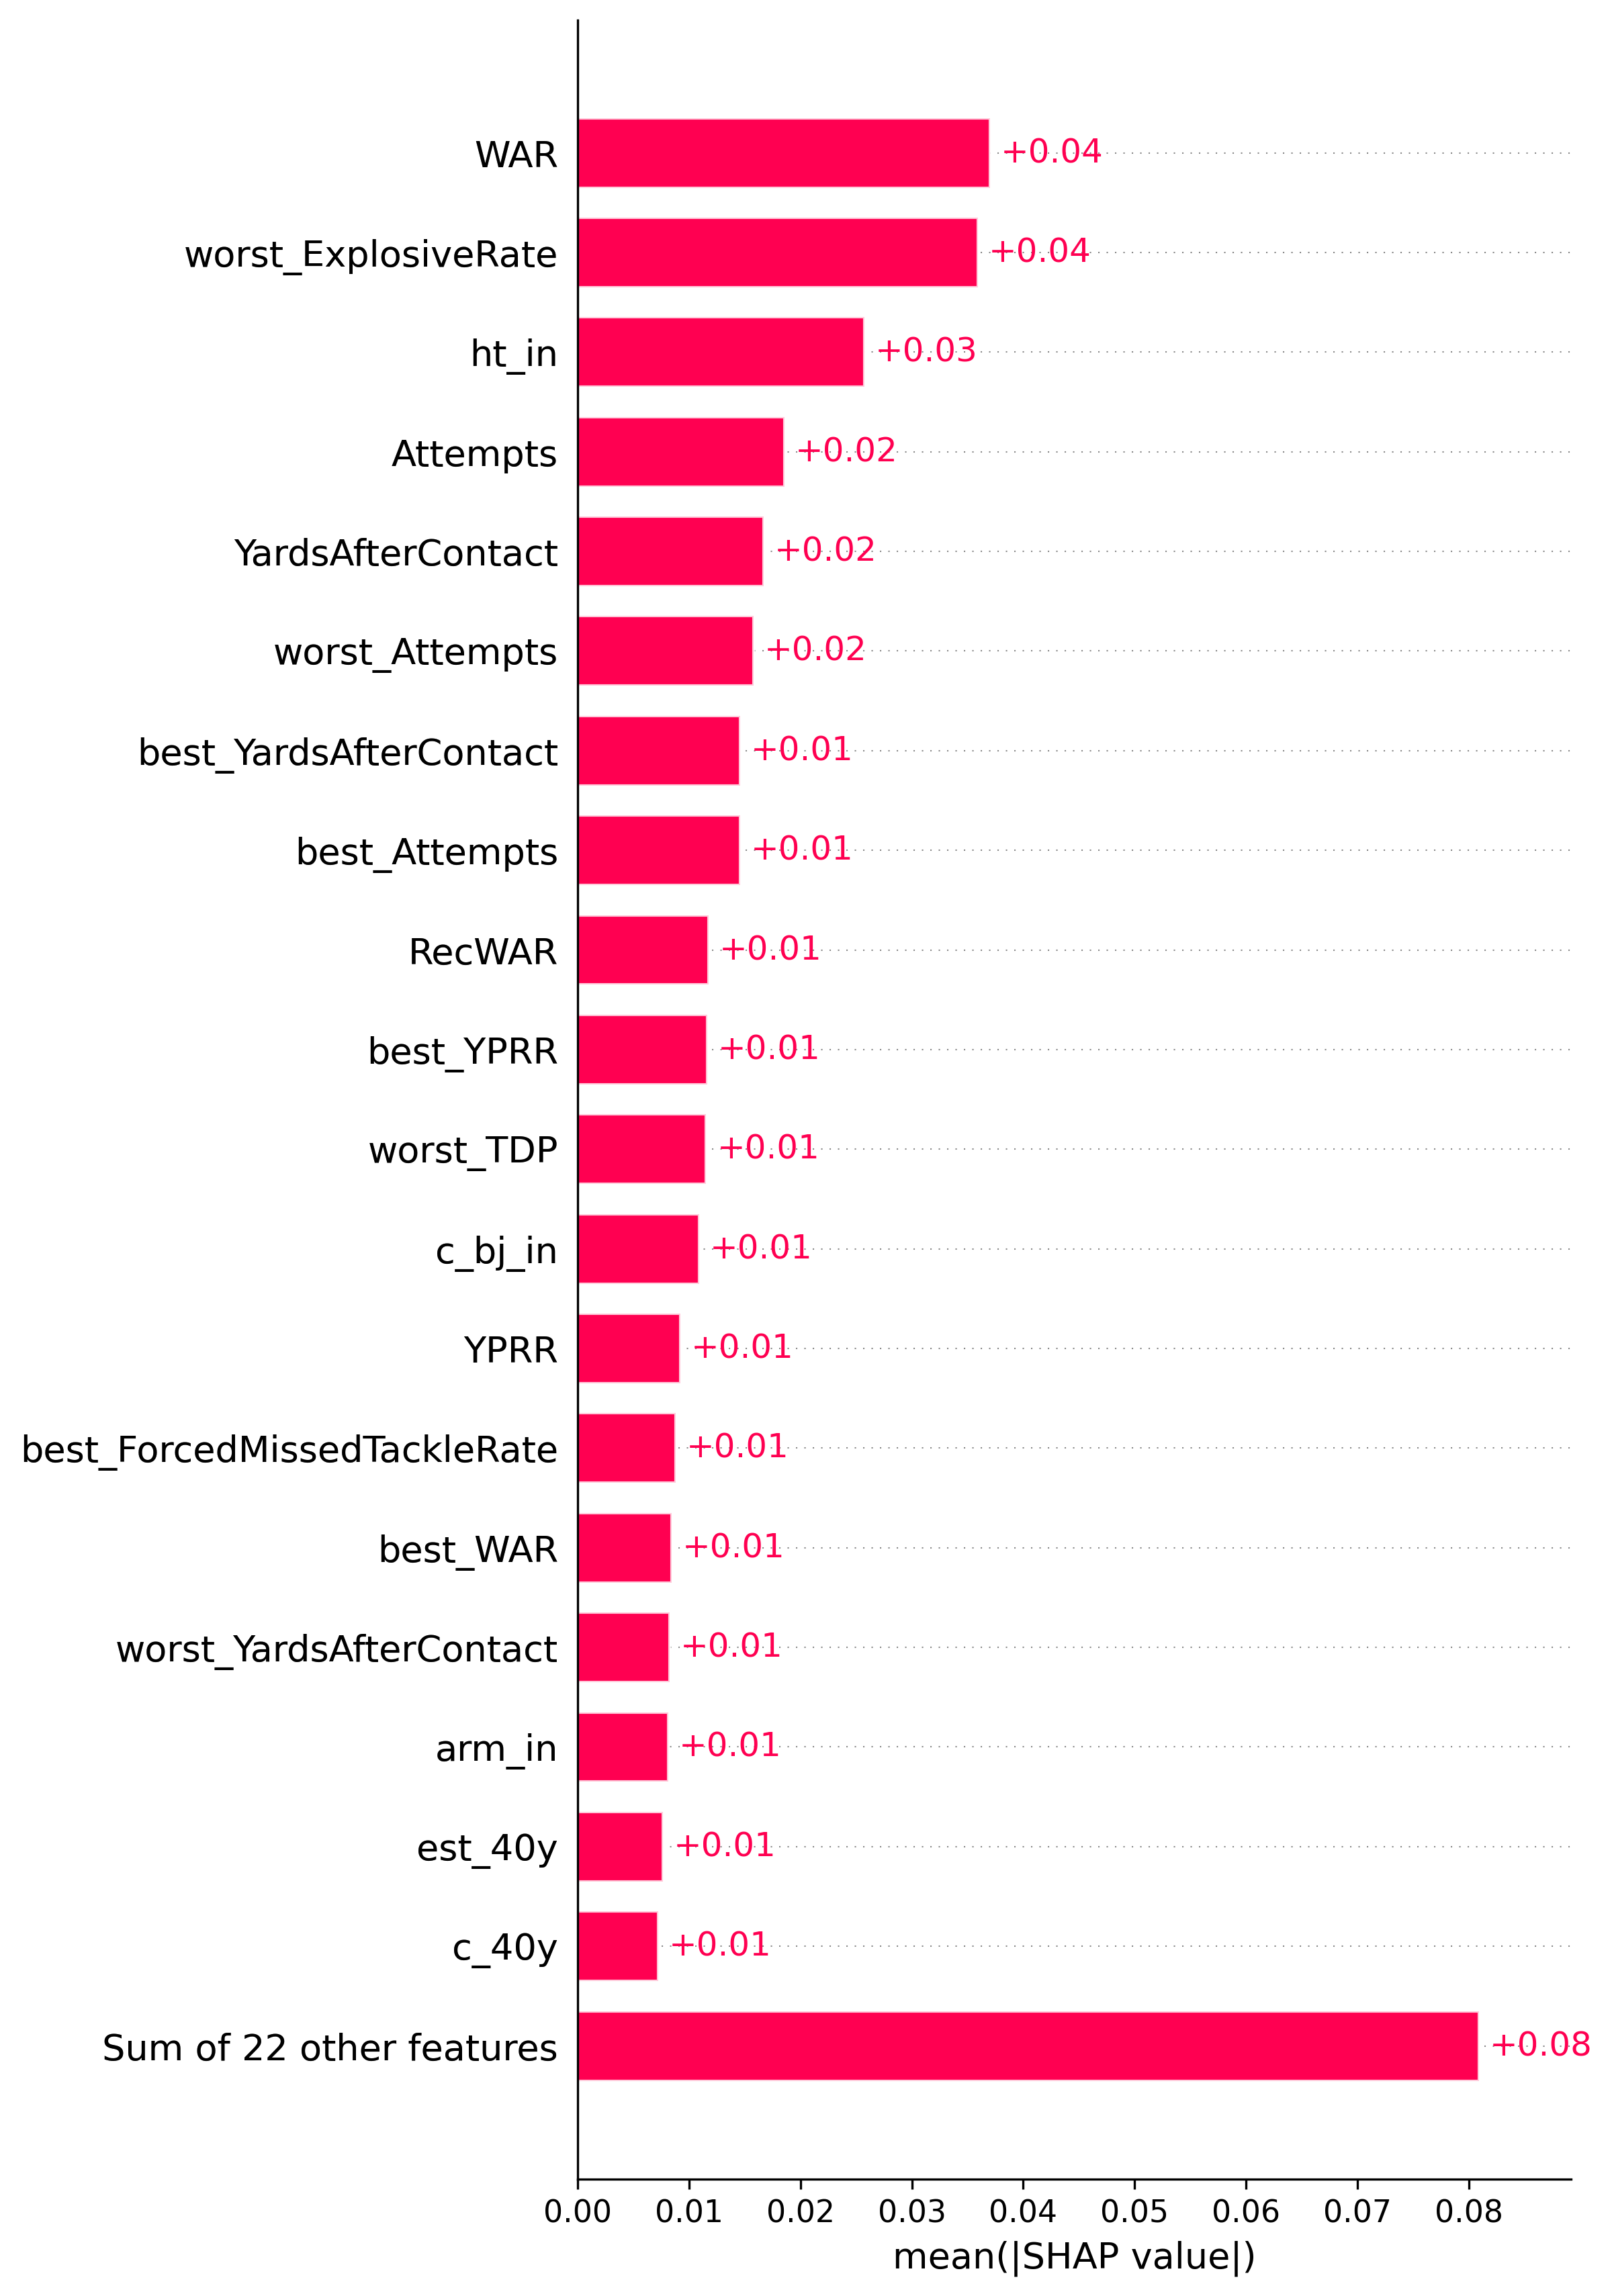 WAR +0.04
worst_ExplosiveRate +0.04
ht_in +0.03
Attempts +0.02
YardsAfterContact +0.02
worst_Attempts +0.02
best_YardsAfterContact +0.01
best_Attempts +0.01
RecWAR +0.01
best_YPRR +0.01
worst_TDP +0.01
c_bj_in +0.01
YPRR +0.01
best_ForcedMissedTackleRate +0.01
best_WAR +0.01
worst_YardsAfterContact +0.01
arm_in +0.01
est_40y +0.01
c_40y +0.01
Sum of 22 other features +0.08
0.00 0.01 0.02 0.03 0.04 0.05 0.06 0.07 0.08
mean(|SHAP value|)